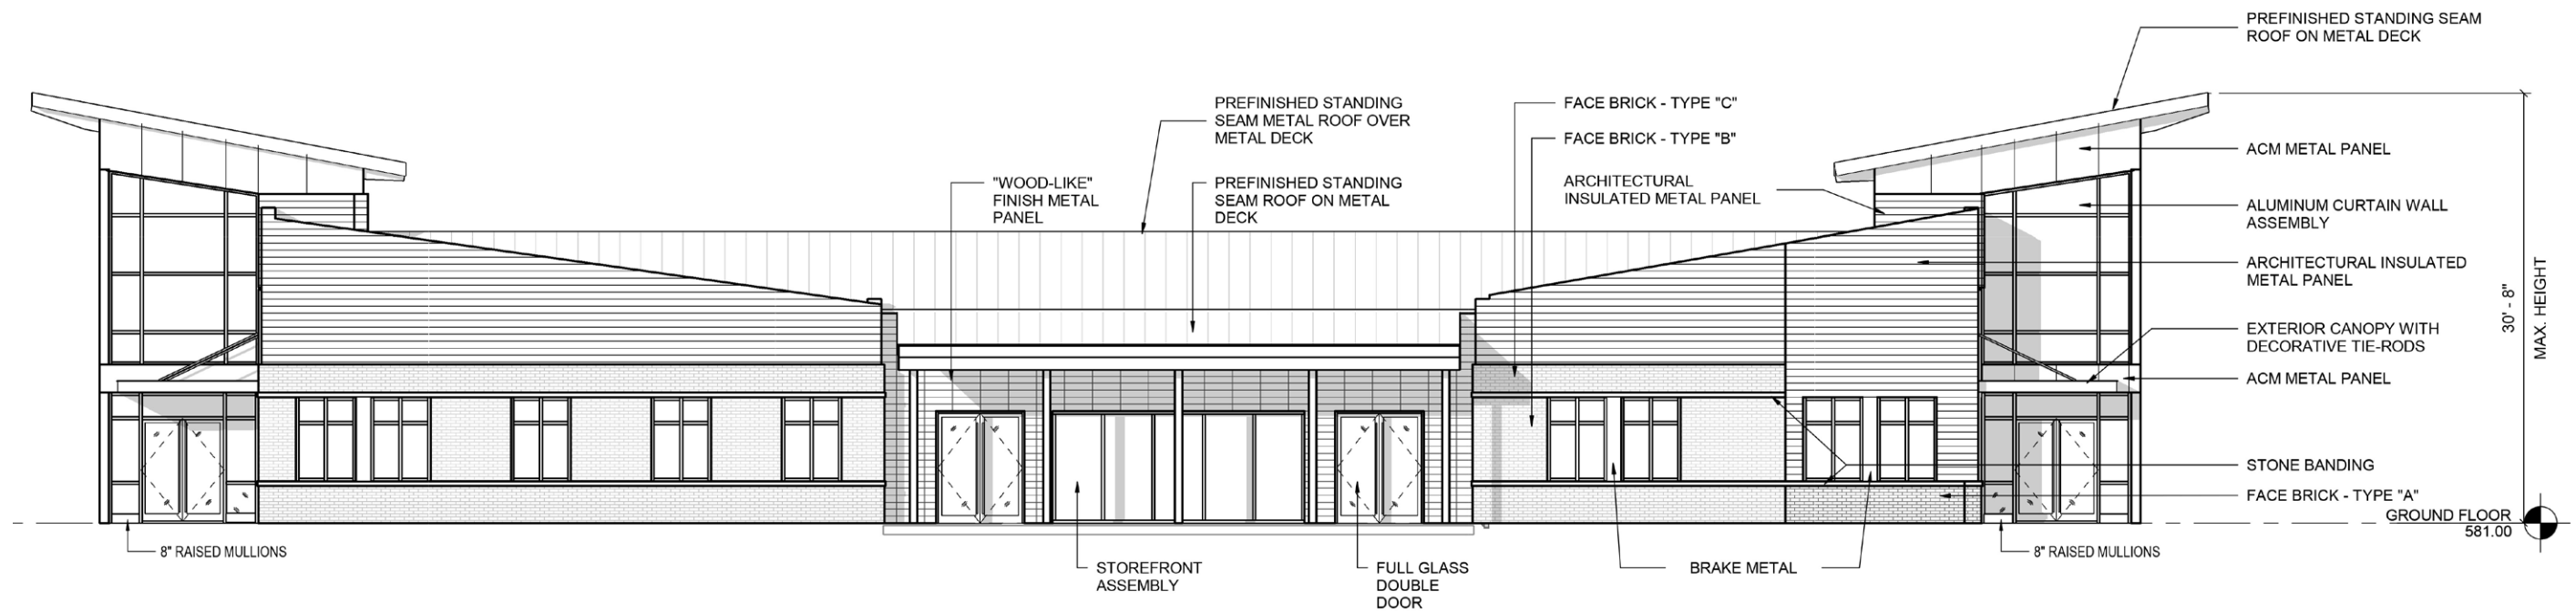 PREFINISHED STANDING SEAM
ROOF ON METAL DECK
PREFINISHED STANDING
SEAM METAL ROOF OVER
METAL DECK
FACE BRICK - TYPE "C"
FACE BRICK - TYPE "B"
ACM METAL PANEL
"WOOD-LIKE"
FINISH METAL
PANEL
PREFINISHED STANDING
SEAM ROOF ON METAL
DECK
ARCHITECTURAL
INSULATED METAL PANEL
ALUMINUM CURTAIN WALL
ASSEMBLY
ARCHITECTURAL INSULATED
METAL PANEL
30' - 8"
MAX. HEIGHT
EXTERIOR CANOPY WITH
DECORATIVE TIE-RODS
ACM METAL PANEL
STONE BANDING
FACE BRICK - TYPE "A"
GROUND FLOOR
581.00
8" RAISED MULLIONS
8" RAISED MULLIONS
STOREFRONT
ASSEMBLY
FULL GLASS
DOUBLE
DOOR
BRAKE METAL